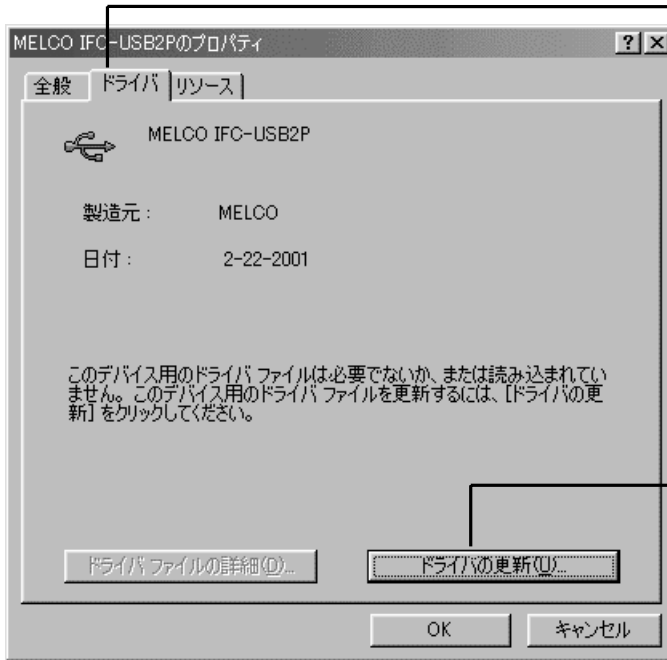 MELCO IFC-USB2Pのプロパティ
全般 ドライバ リソース
MELCO IFC-USB2P
製造元: MELCO
日付: 2-22-2001
このデバイス用のドライバ ファイルは必要でないか、または読み込まれてい
ません。このデバイス用のドライバ ファイルを更新するには、[ドライバの更
新] をクリックしてください。
ドライバ ファイルの詳細(D)... ドライバの更新(U)...
OK キャンセル